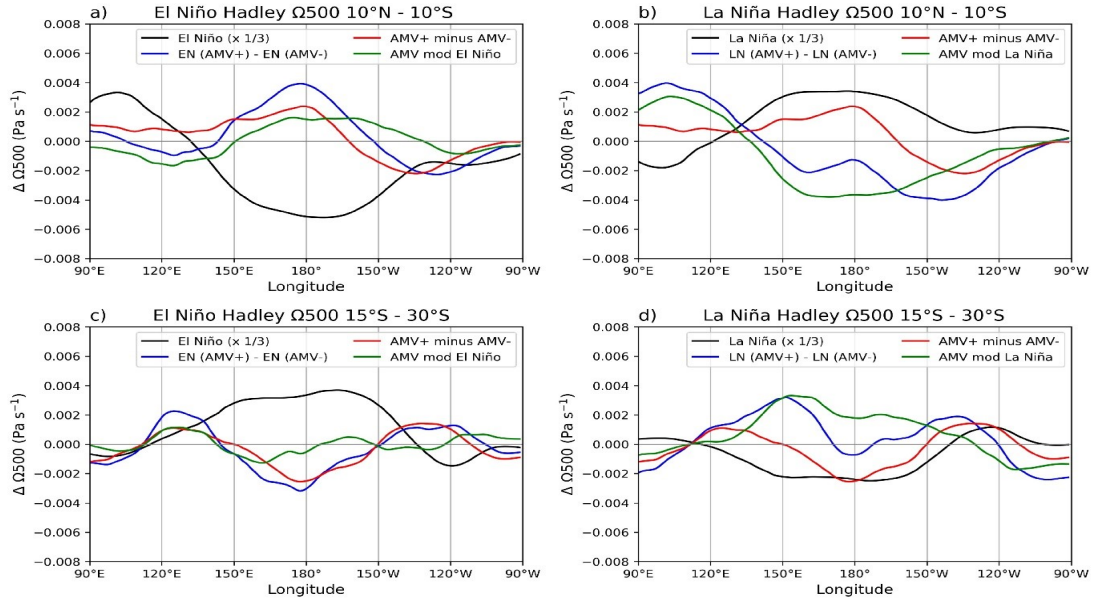 a) El Niño Hadley Ω500 10°N - 10°S
El Niño (x 1/3)
EN (AMV+) - EN (AMV-)
AMV+ minus AMV-
AMV mod El Niño
0.008
0.006
0.004
0.002
0.000
−0.002
−0.004
−0.006
−0.008
Δ Ω500 (Pa s⁻¹)
90°E 120°E 150°E 180° 150°W 120°W 90°W
Longitude
b) La Niña Hadley Ω500 10°N - 10°S
La Niña (x 1/3)
LN (AMV+) - LN (AMV-)
AMV+ minus AMV-
AMV mod La Niña
0.008
0.006
0.004
0.002
0.000
−0.002
−0.004
−0.006
−0.008
Δ Ω500 (Pa s⁻¹)
90°E 120°E 150°E 180° 150°W 120°W 90°W
Longitude
c) El Niño Hadley Ω500 15°S - 30°S
El Niño (x 1/3)
EN (AMV+) - EN (AMV-)
AMV+ minus AMV-
AMV mod El Niño
0.008
0.006
0.004
0.002
0.000
−0.002
−0.004
−0.006
−0.008
Δ Ω500 (Pa s⁻¹)
90°E 120°E 150°E 180° 150°W 120°W 90°W
Longitude
d) La Niña Hadley Ω500 15°S - 30°S
La Niña (x 1/3)
LN (AMV+) - LN (AMV-)
AMV+ minus AMV-
AMV mod La Niña
0.008
0.006
0.004
0.002
0.000
−0.002
−0.004
−0.006
−0.008
Δ Ω500 (Pa s⁻¹)
90°E 120°E 150°E 180° 150°W 120°W 90°W
Longitude